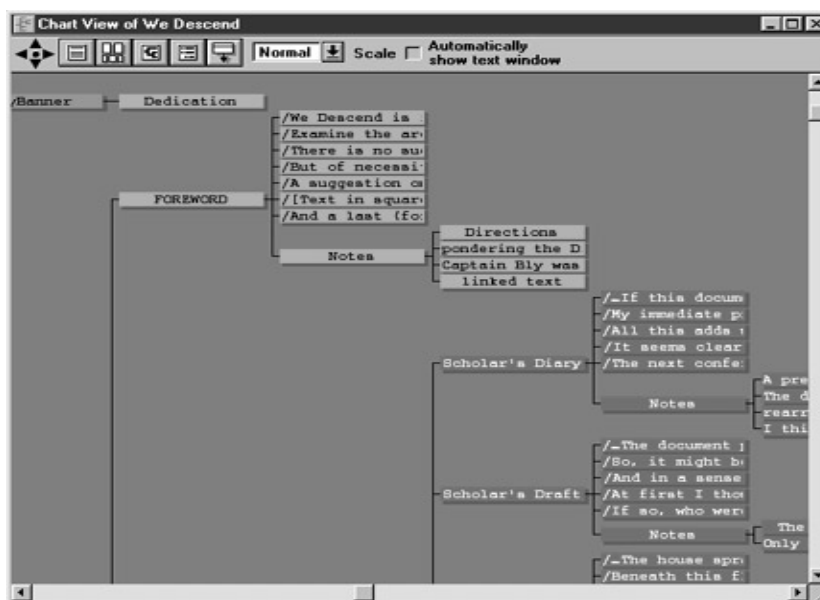 Chart View of We Descend
Normal
Scale
Automatically
show text window
/Banner
Dedication
/We Descend is
/Examine the ar
/There is no su
/But of necessi
/A suggestion o
FOREWORD
/[Text in squar
/And a last (fo
Notes
Directions
pondering the D
Captain Bly was
linked text
/…If this docum
/My immediate p
/All this adds
/It seems clear
Scholar's Diary
/The next confe
Notes
A pre
The d
rearr
I thi
/…The document
/So, it might b
/And in a sense
Scholar's Draft
/At first I tho
/If so, who wer
Notes
The
Only
/…The house spr
/Beneath this f